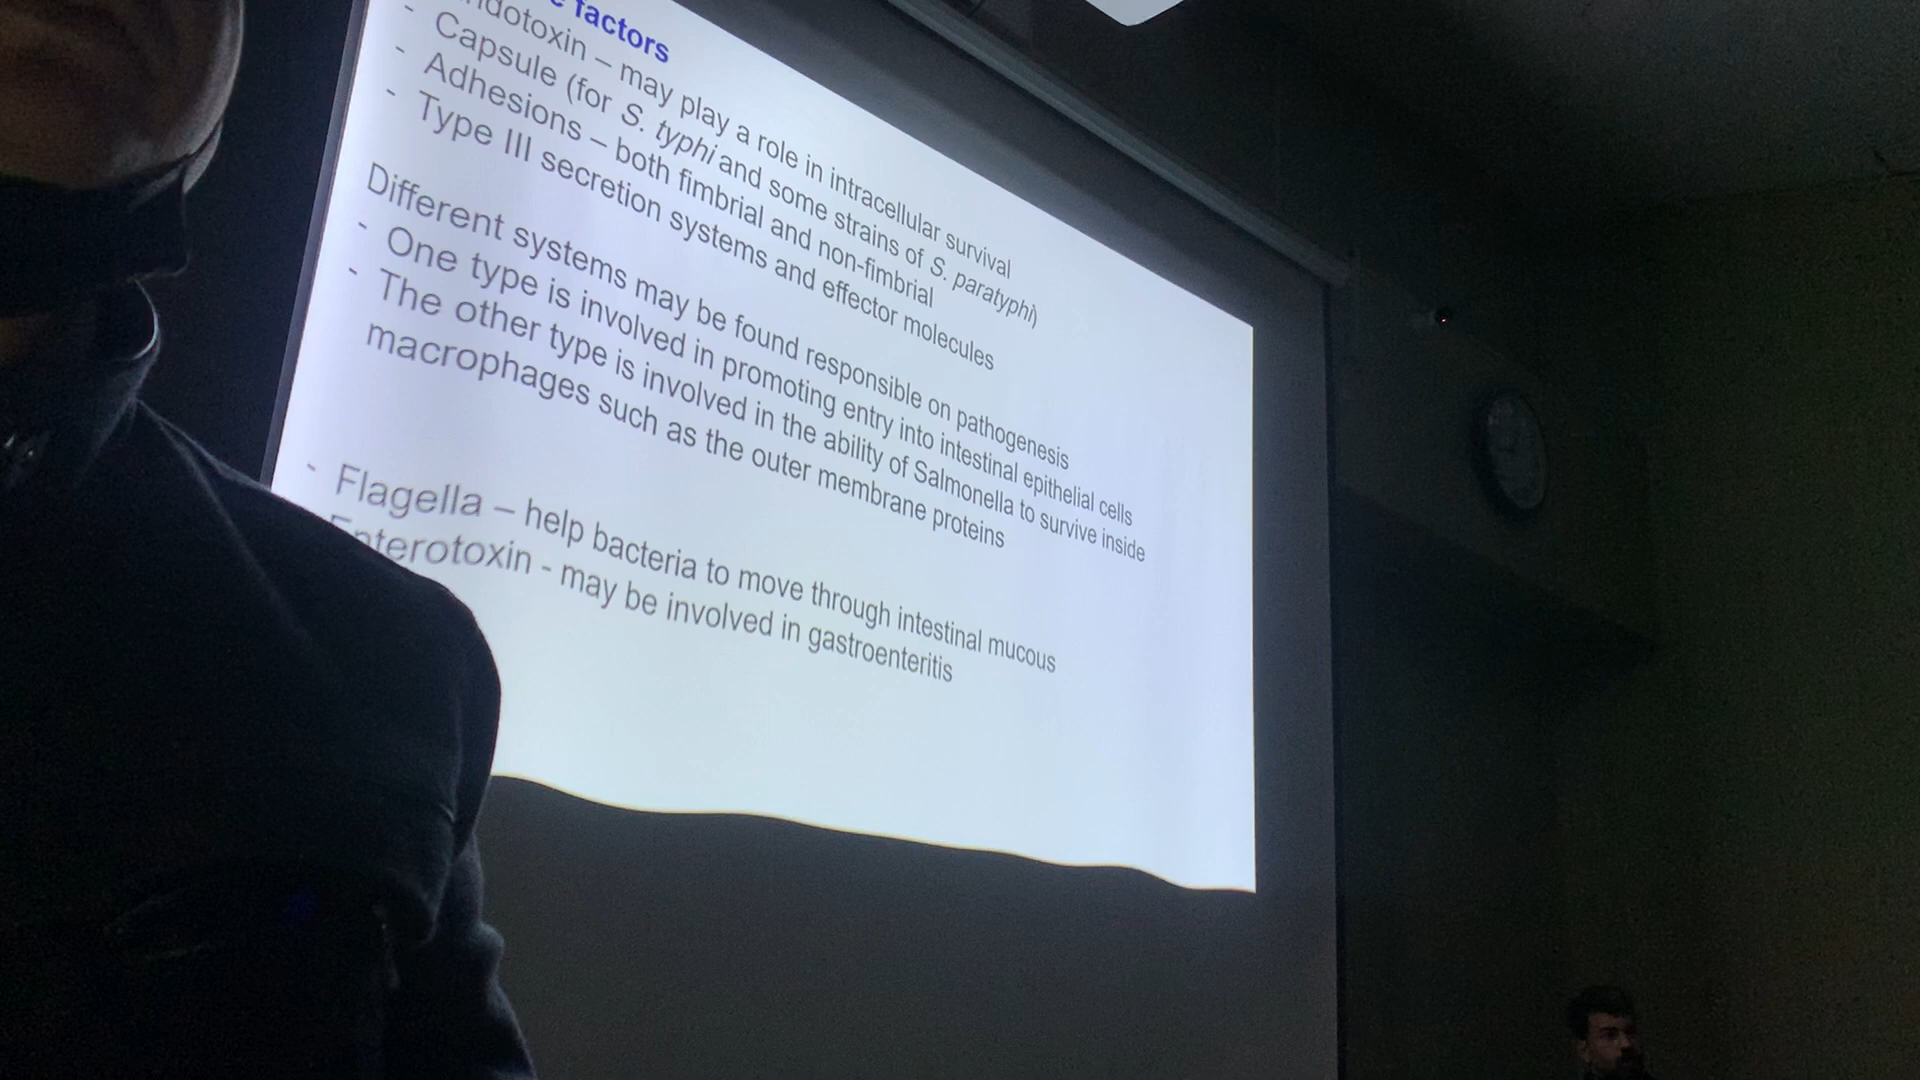 factors
- Endotoxin – may play a role in intracellular survival
- Capsule (for S. typhi and some strains of S. paratyphi)
- Adhesions – both fimbrial and non-fimbrial
- Type III secretion systems and effector molecules
Different systems may be found responsible on pathogenesis
- One type is involved in promoting entry into intestinal epithelial cells
- The other type is involved in the ability of Salmonella to survive inside
macrophages such as the outer membrane proteins
- Flagella – help bacteria to move through intestinal mucous
Enterotoxin - may be involved in gastroenteritis